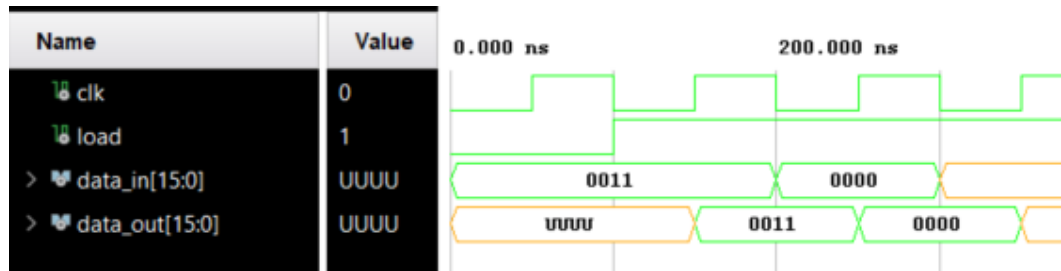 Name Value 0.000 ns 200.000 ns
clk 0
load 1
> data_in[15:0] UUUU 0011 0000
> data_out[15:0] UUUU UUUU 0011 0000